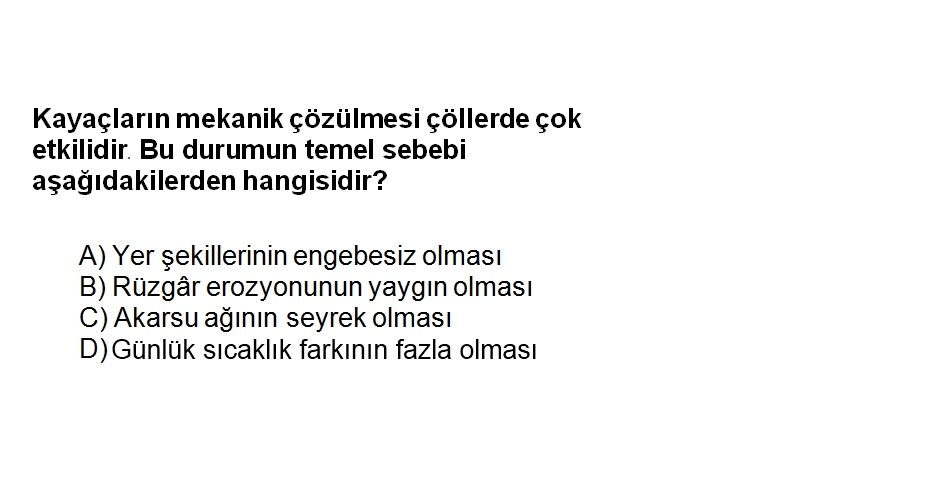 Kayaçların mekanik çözülmesi çöllerde çok
etkilidir. Bu durumun temel sebebi
aşağıdakilerden hangisidir?
A) Yer şekillerinin engebesiz olması
B) Rüzgâr erozyonunun yaygın olması
C) Akarsu ağının seyrek olması
D) Günlük sıcaklık farkının fazla olması